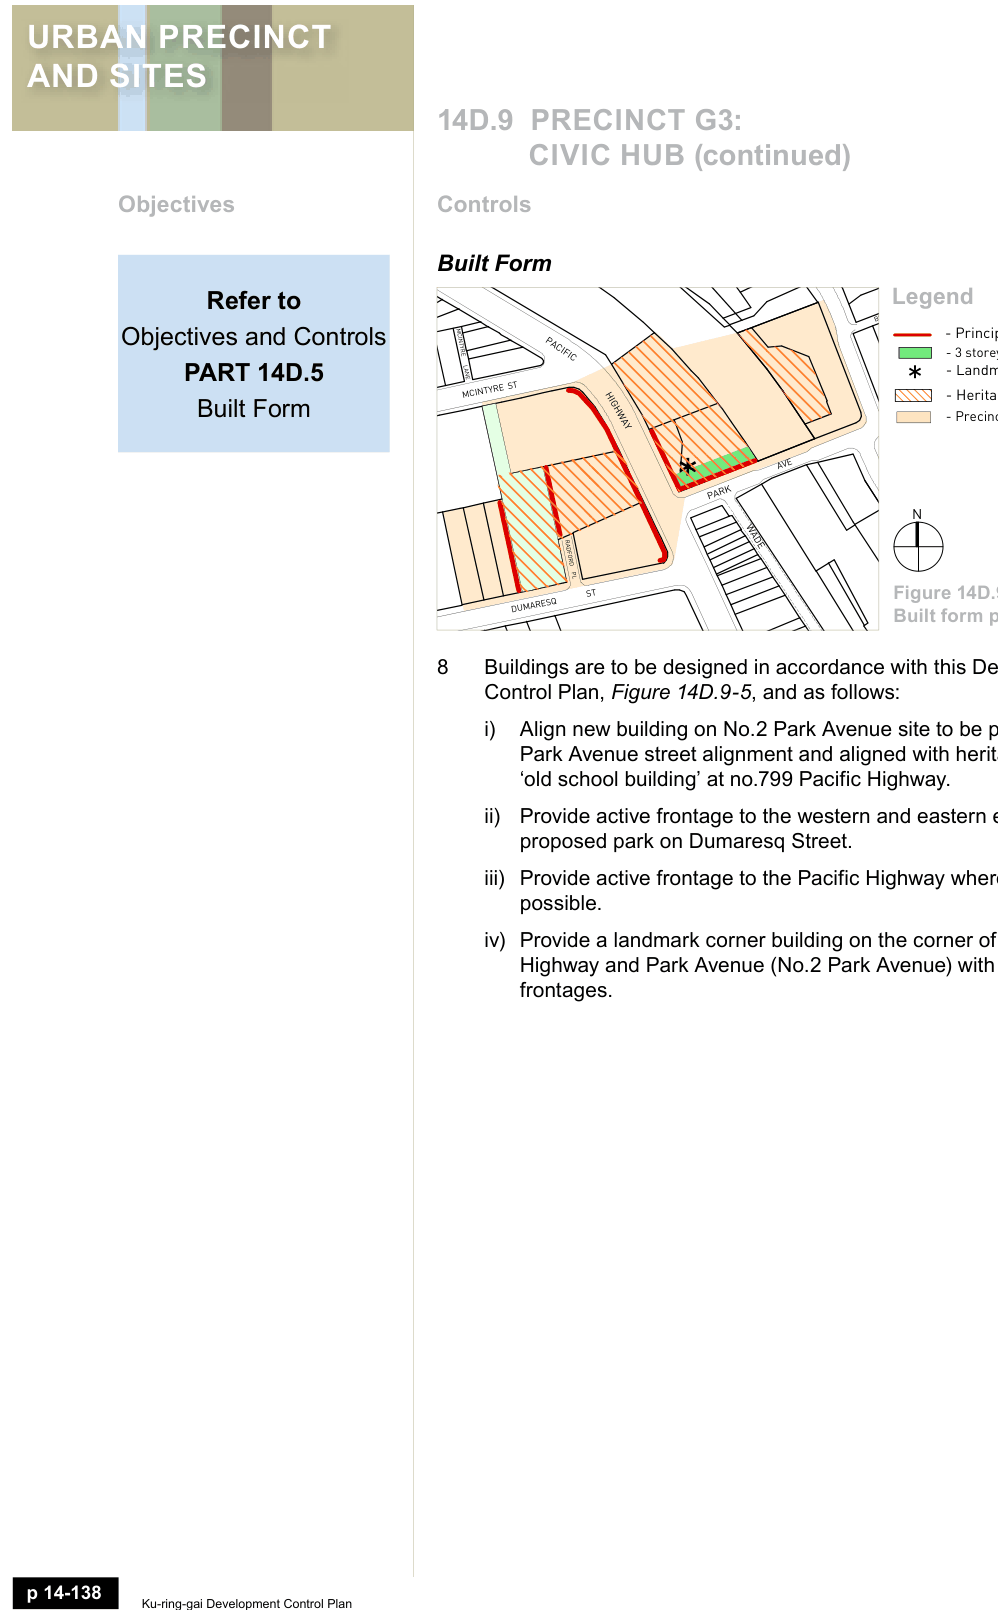 URBAN PRECINCT
AND SITES
14D.9 PRECINCT G3:
CIVIC HUB (continued)
Objectives
Controls
Refer to
Objectives and Controls
PART 14D.5
Built Form
Built Form
PACIFIC
HIGHWAY
MCINTYRE ST
MCINTYRE
LANE
PARK
AVE
WADE
RADFORD PL
DUMARESQ
ST
Legend
- Princip
- 3 storey
- Landm
- Herita
- Precinc
N
Figure 14D.9
Built form p
8 Buildings are to be designed in accordance with this De
Control Plan, Figure 14D.9-5, and as follows:
i) Align new building on No.2 Park Avenue site to be p
Park Avenue street alignment and aligned with herita
‘old school building’ at no.799 Pacific Highway.
ii) Provide active frontage to the western and eastern e
proposed park on Dumaresq Street.
iii) Provide active frontage to the Pacific Highway where
possible.
iv) Provide a landmark corner building on the corner of
Highway and Park Avenue (No.2 Park Avenue) with
frontages.
p 14-138
Ku-ring-gai Development Control Plan